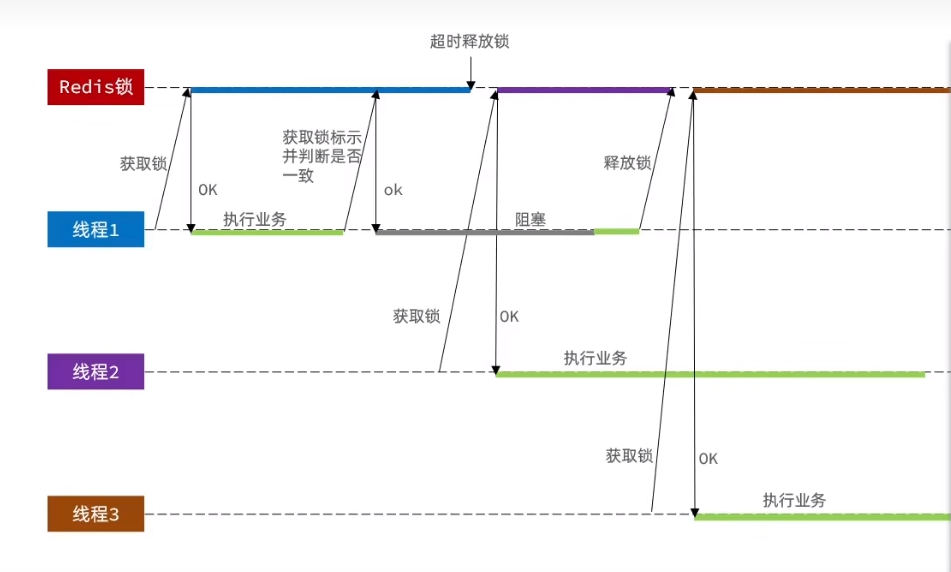 超时释放锁
Redis锁
获取锁
OK
获取锁标示
并判断是否
一致
ok
释放锁
线程1
执行业务
阻塞
获取锁
OK
线程2
执行业务
获取锁
OK
线程3
执行业务